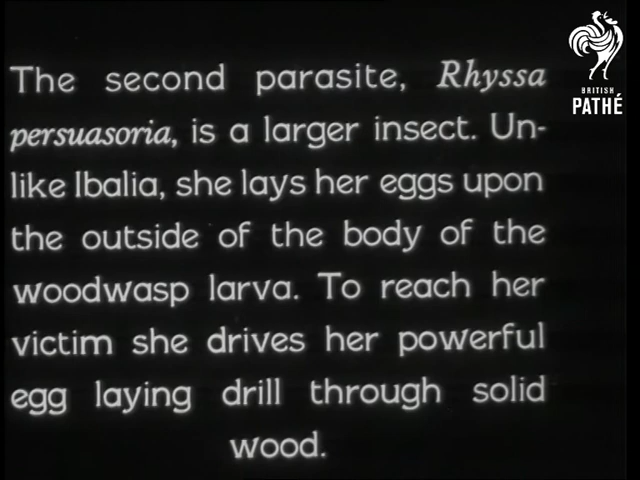 The second parasite, Rhyssa
persuasoria, is a larger insect. Un-
like Ibalia, she lays her eggs upon
the outside of the body of the
woodwasp larva. To reach her
victim she drives her powerful
egg laying drill through solid
wood.
BRITISH
PATHÉ